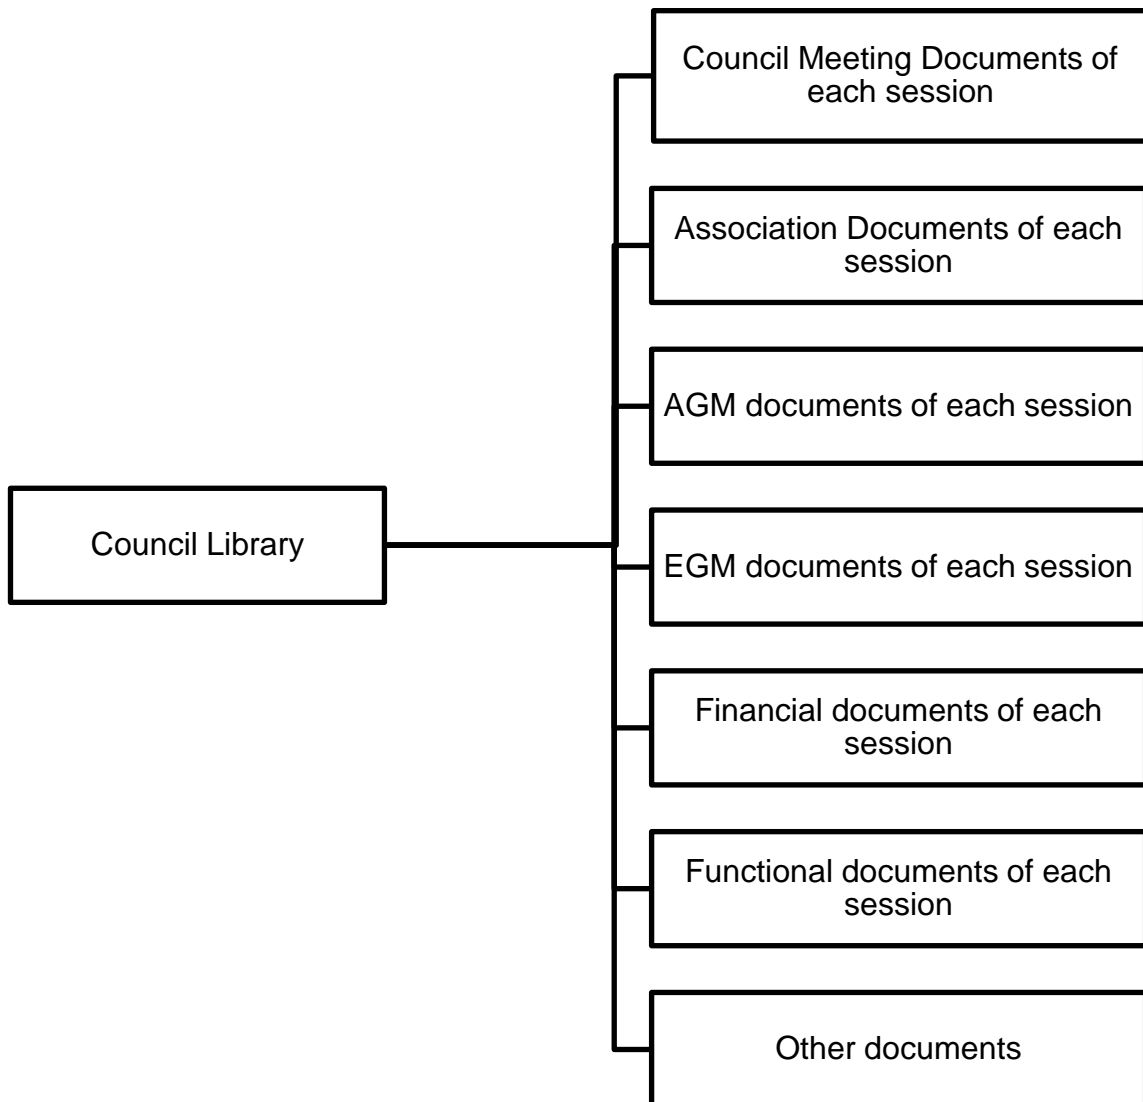 Council Meeting Documents of
each session
Association Documents of each
session
AGM documents of each session
Council Library
EGM documents of each session
Financial documents of each
session
Functional documents of each
session
Other documents